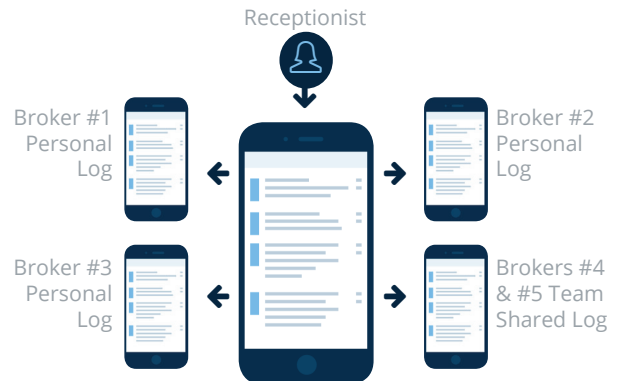 Receptionist
Broker #1
Personal
Log
Broker #2
Personal
Log
Broker #3
Personal
Log
Brokers #4
& #5 Team
Shared Log